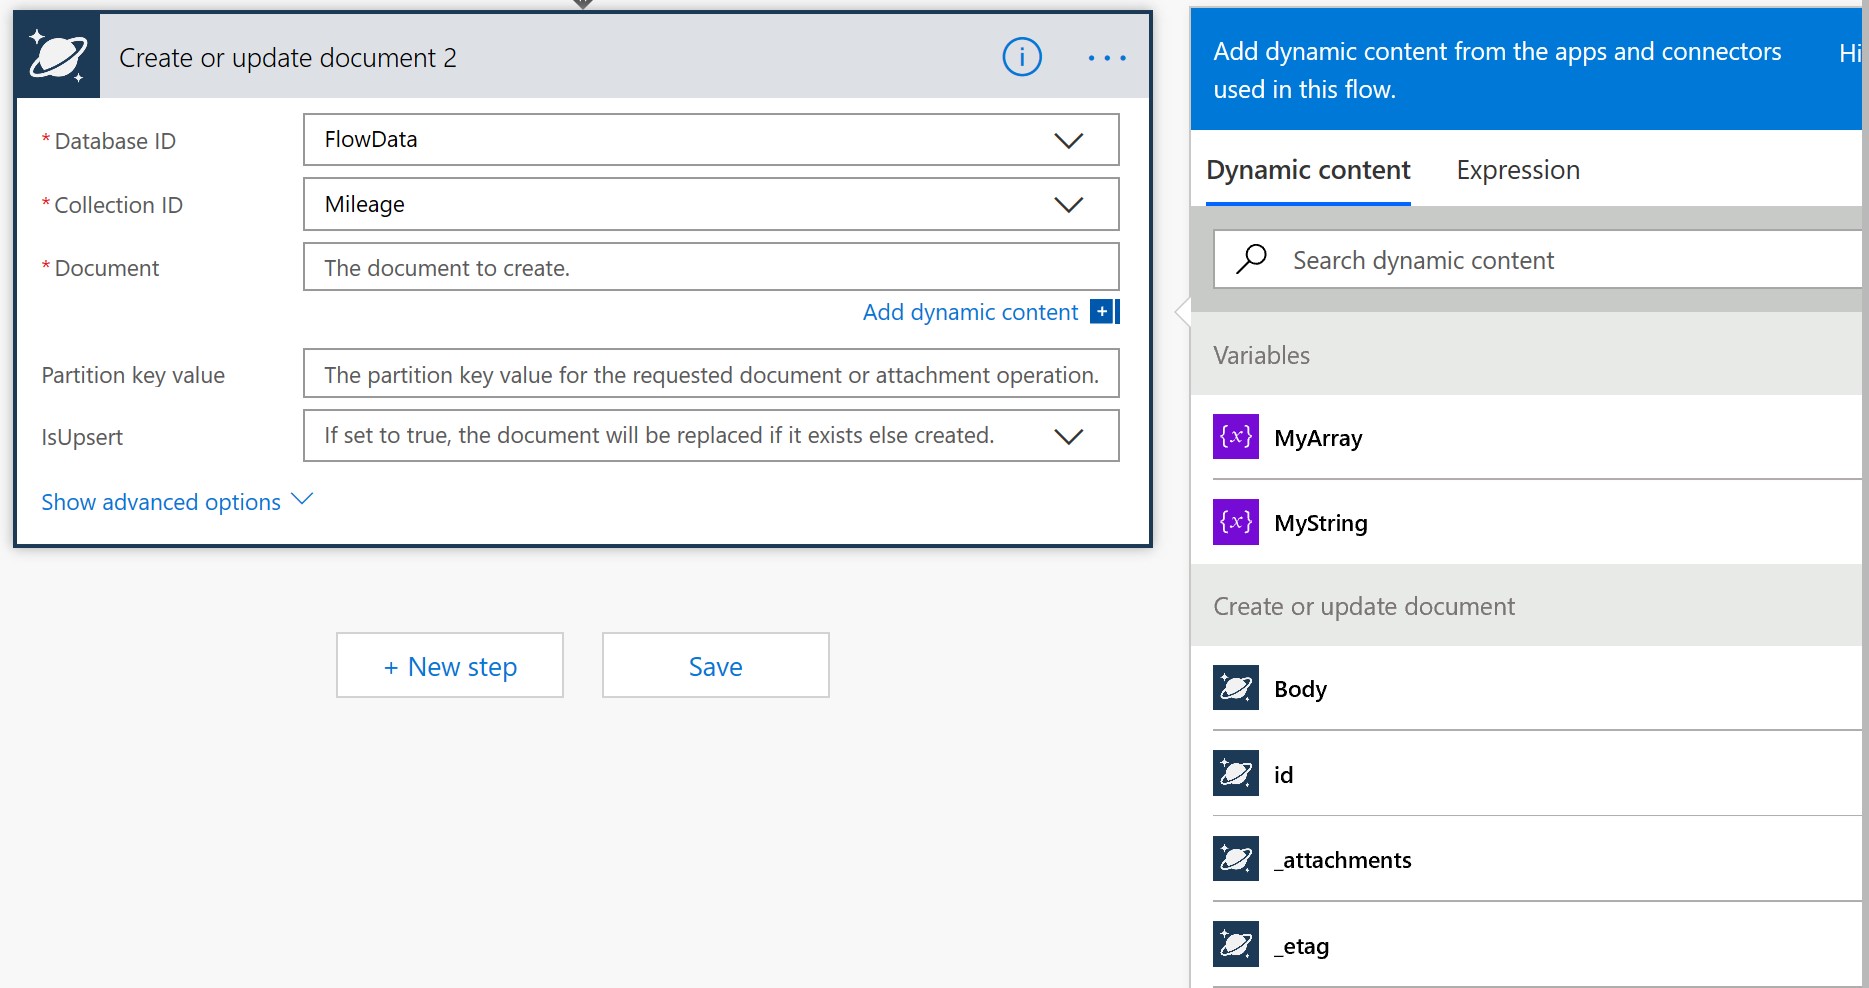 Create or update document 2
* Database ID
FlowData
* Collection ID
Mileage
* Document
The document to create.
Add dynamic content
Partition key value
The partition key value for the requested document or attachment operation.
IsUpsert
If set to true, the document will be replaced if it exists else created.
Show advanced options
+ New step
Save
Add dynamic content from the apps and connectors
used in this flow.
Hi
Dynamic content
Expression
Search dynamic content
Variables
{x} MyArray
{x} MyString
Create or update document
Body
id
_attachments
_etag